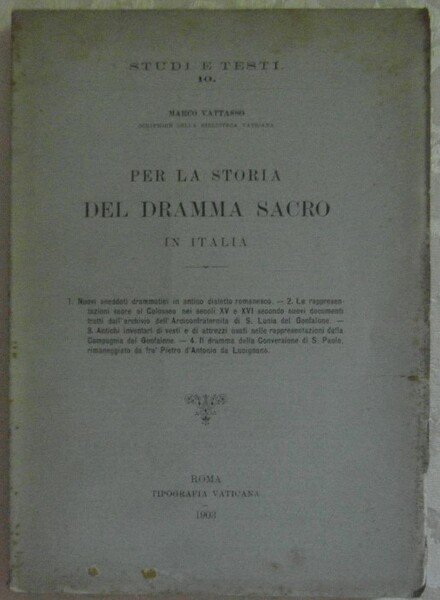 STUDI E TESTI
10.
MARCO VATTASSO
SCRITTORE DELLA BIBLIOTECA VATICANA
PER LA STORIA
DEL DRAMMA SACRO
IN ITALIA
1. Nuovi aneddoti drammatici in antico dialetto romanesco. — 2. Le rappresen-
tazioni sacre al Colosseo nei secoli XV e XVI secondo nuovi documenti
tratti dall'archivio dell'Arciconfraternita di S. Lucia del Gonfalone. —
3. Antichi inventari di vesti e di attrezzi usati nelle rappresentazioni della
Compagnia del Gonfalone. — 4. Il dramma della Conversione di S. Paolo,
rimaneggiato da fra' Pietro d'Antonio da Lucignano.
ROMA
TIPOGRAFIA VATICANA
1903